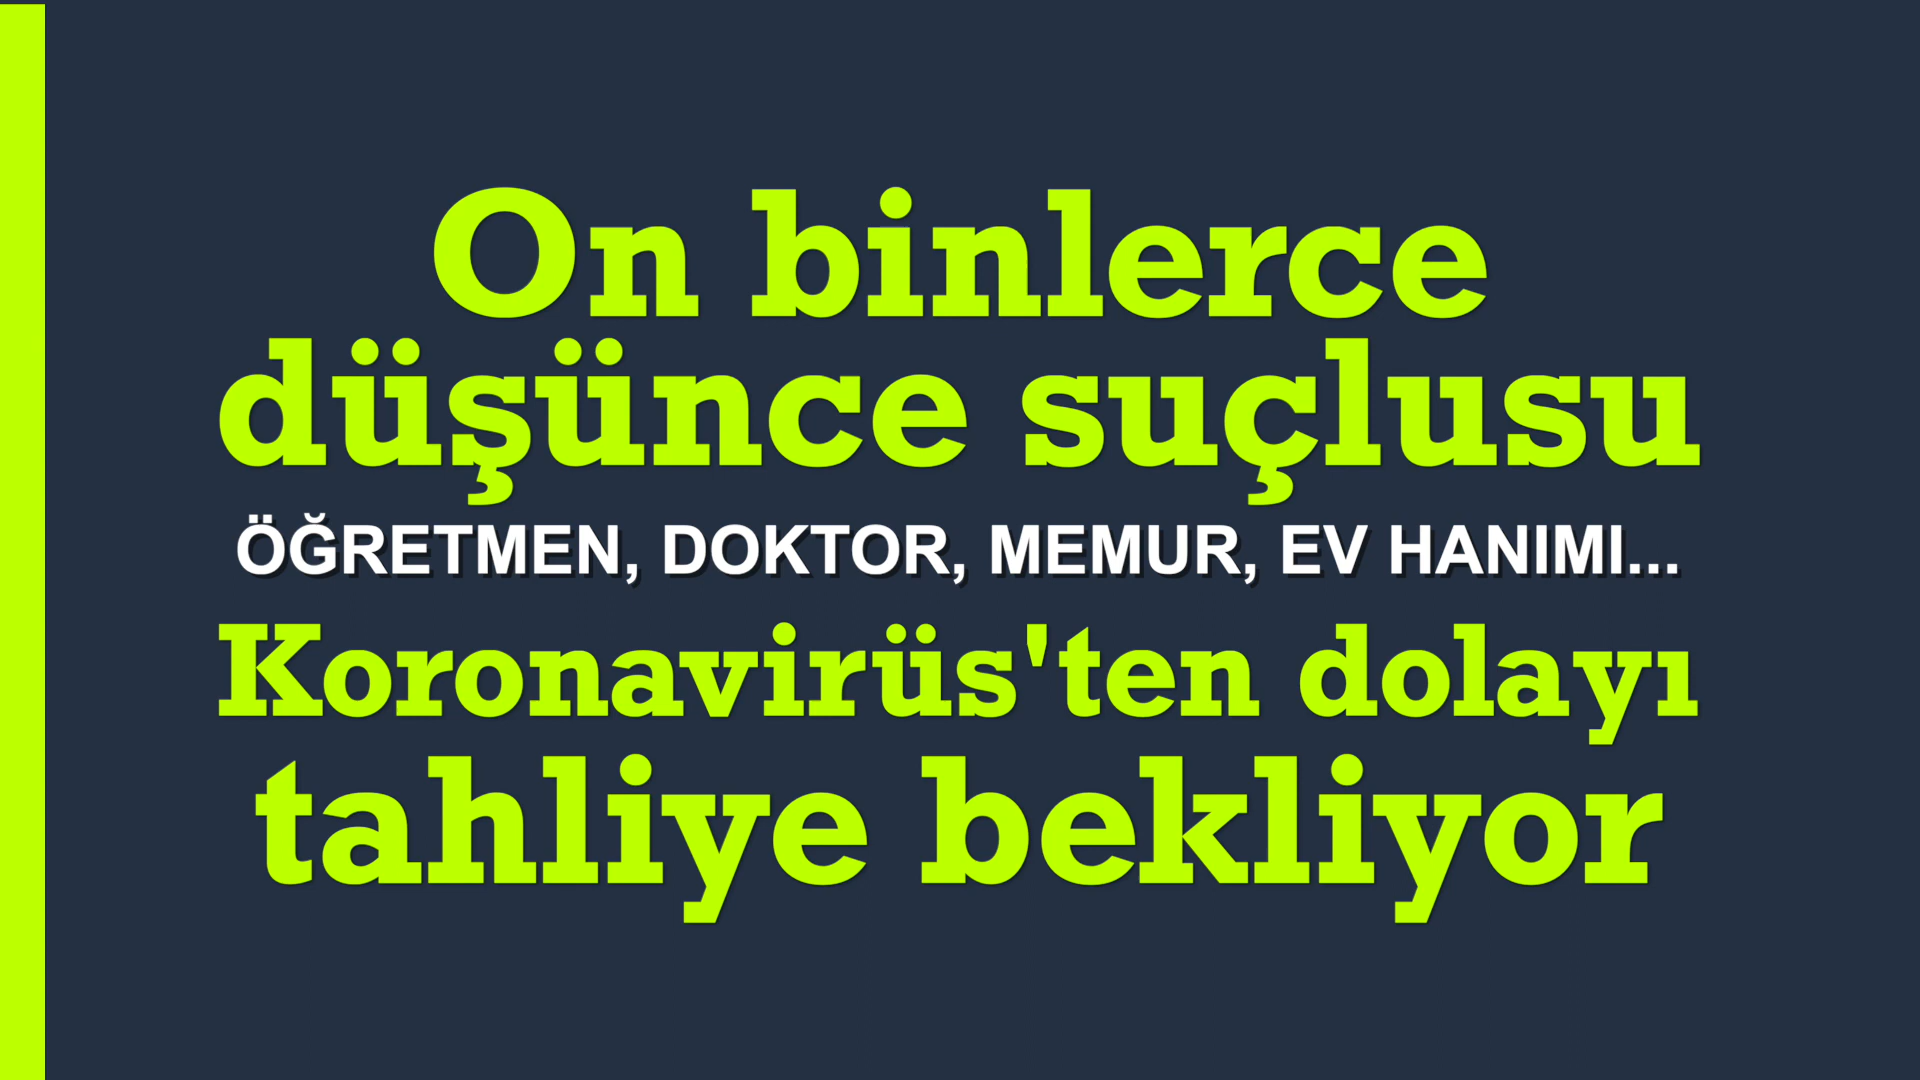 On binlerce
düşünce suçlusu
ÖĞRETMEN, DOKTOR, MEMUR, EV HANIMI...
Koronavirüs'ten dolayı
tahliye bekliyor